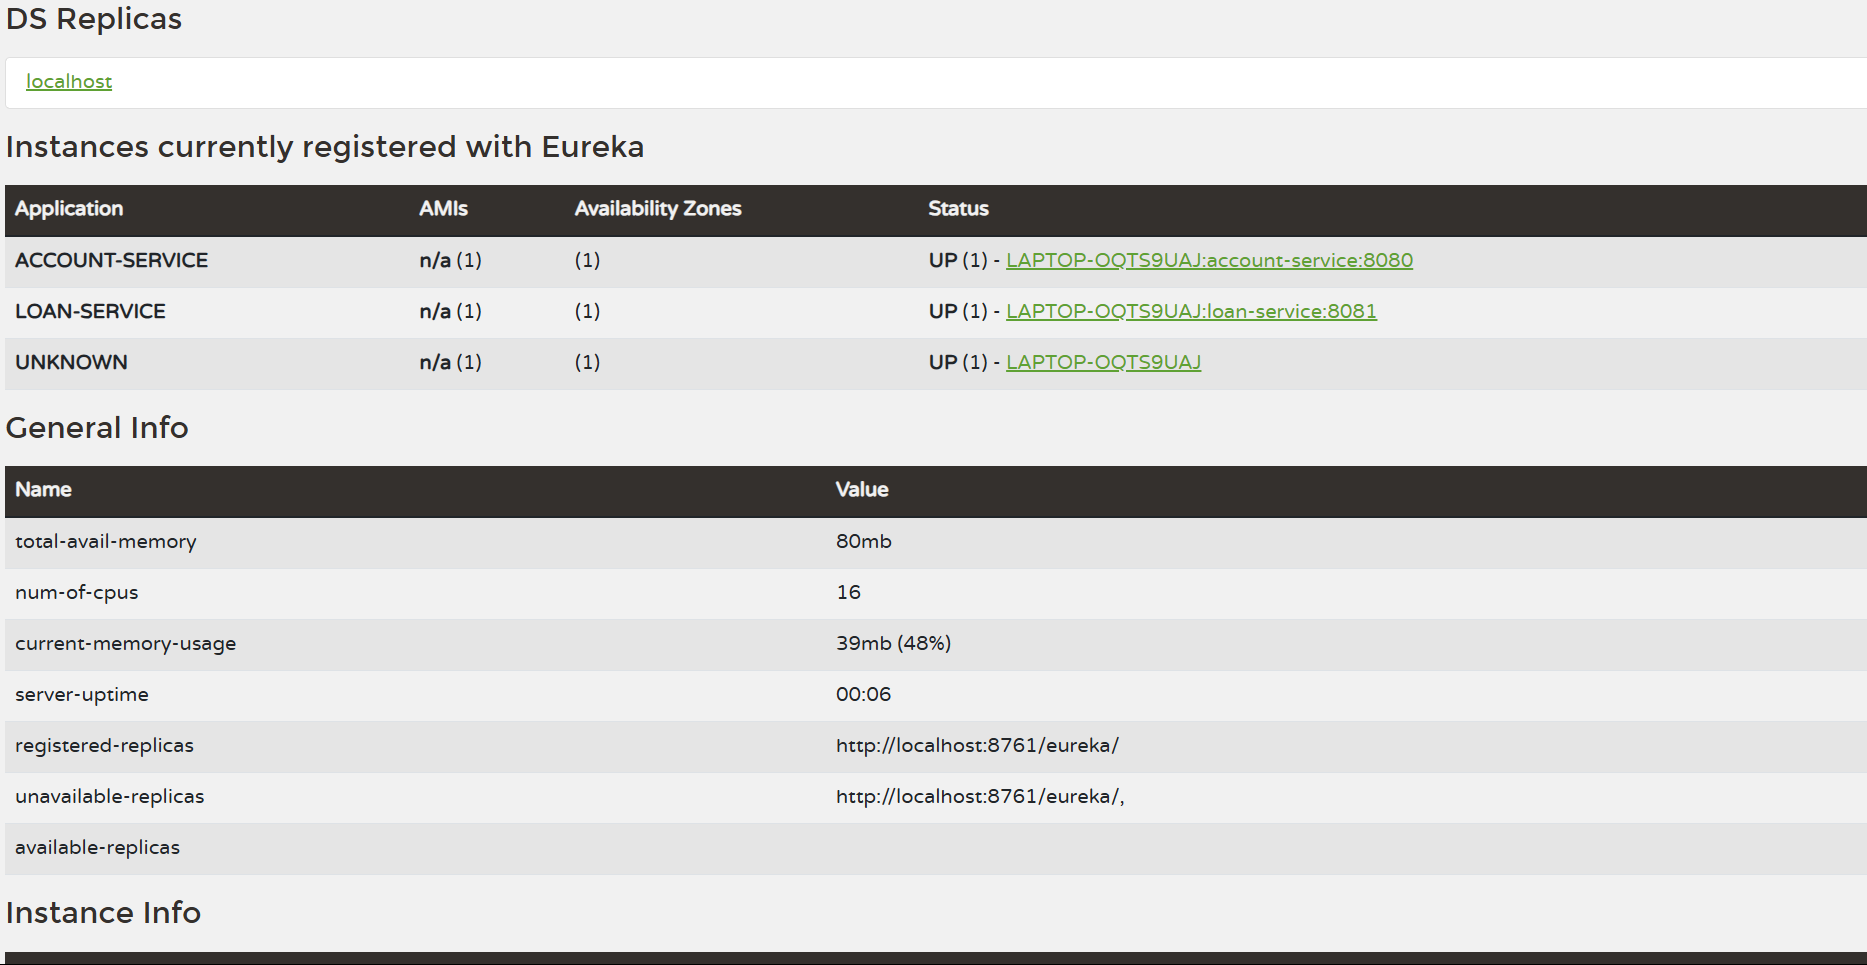 DS Replicas
localhost
Instances currently registered with Eureka
Application AMIs Availability Zones Status
ACCOUNT-SERVICE n/a (1) (1) UP (1) - LAPTOP-OQTS9UAJ:account-service:8080
LOAN-SERVICE n/a (1) (1) UP (1) - LAPTOP-OQTS9UAJ:loan-service:8081
UNKNOWN n/a (1) (1) UP (1) - LAPTOP-OQTS9UAJ
General Info
Name Value
total-avail-memory 80mb
num-of-cpus 16
current-memory-usage 39mb (48%)
server-uptime 00:06
registered-replicas http://localhost:8761/eureka/
unavailable-replicas http://localhost:8761/eureka/,
available-replicas
Instance Info